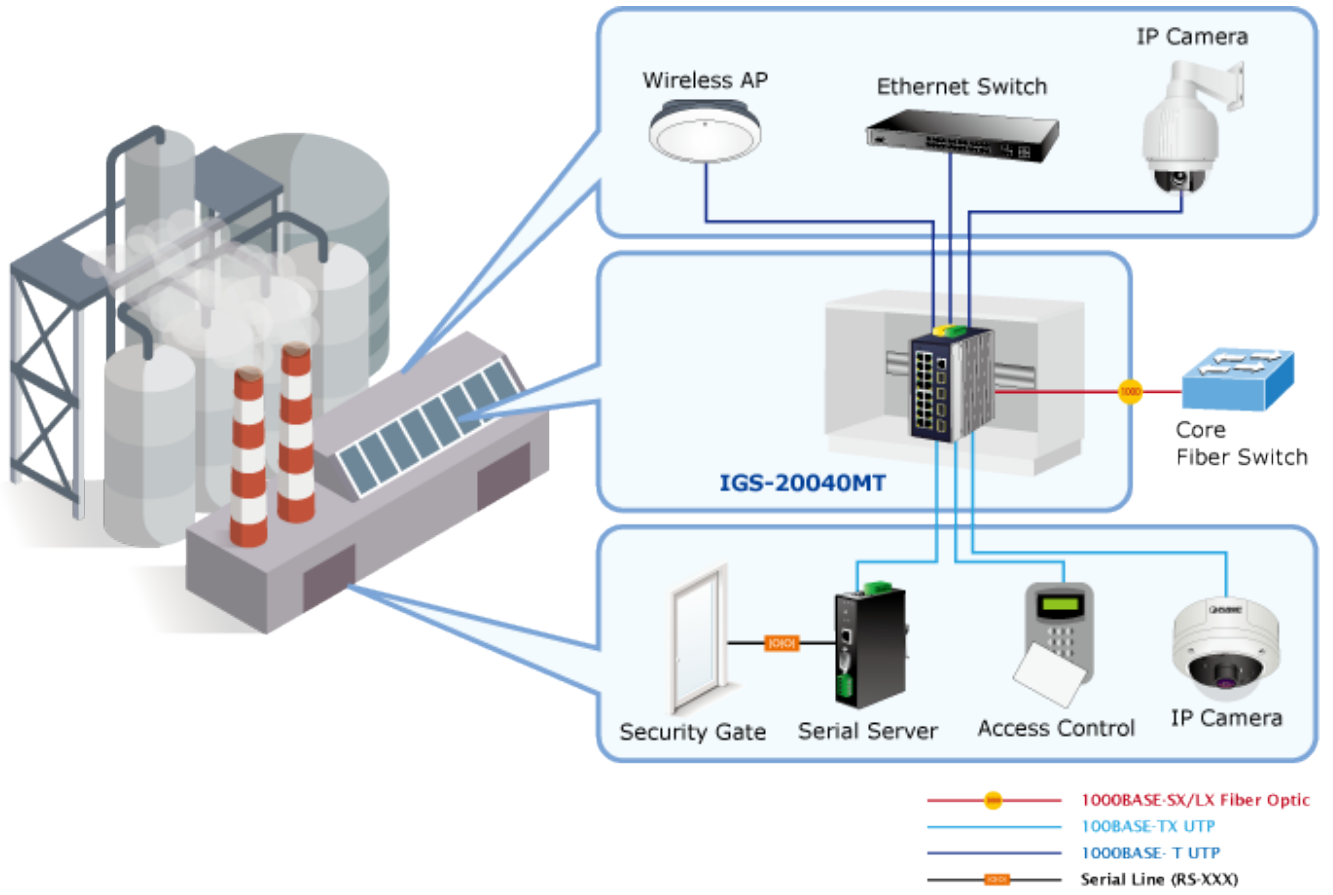 IP Camera
Wireless AP
Ethernet Switch
1000
Core
Fiber Switch
IGS-20040MT
Security Gate
Serial Server
Access Control
IP Camera
1000BASE-SX/LX Fiber Optic
100BASE-TX UTP
1000BASE- T UTP
Serial Line (RS-XXX)